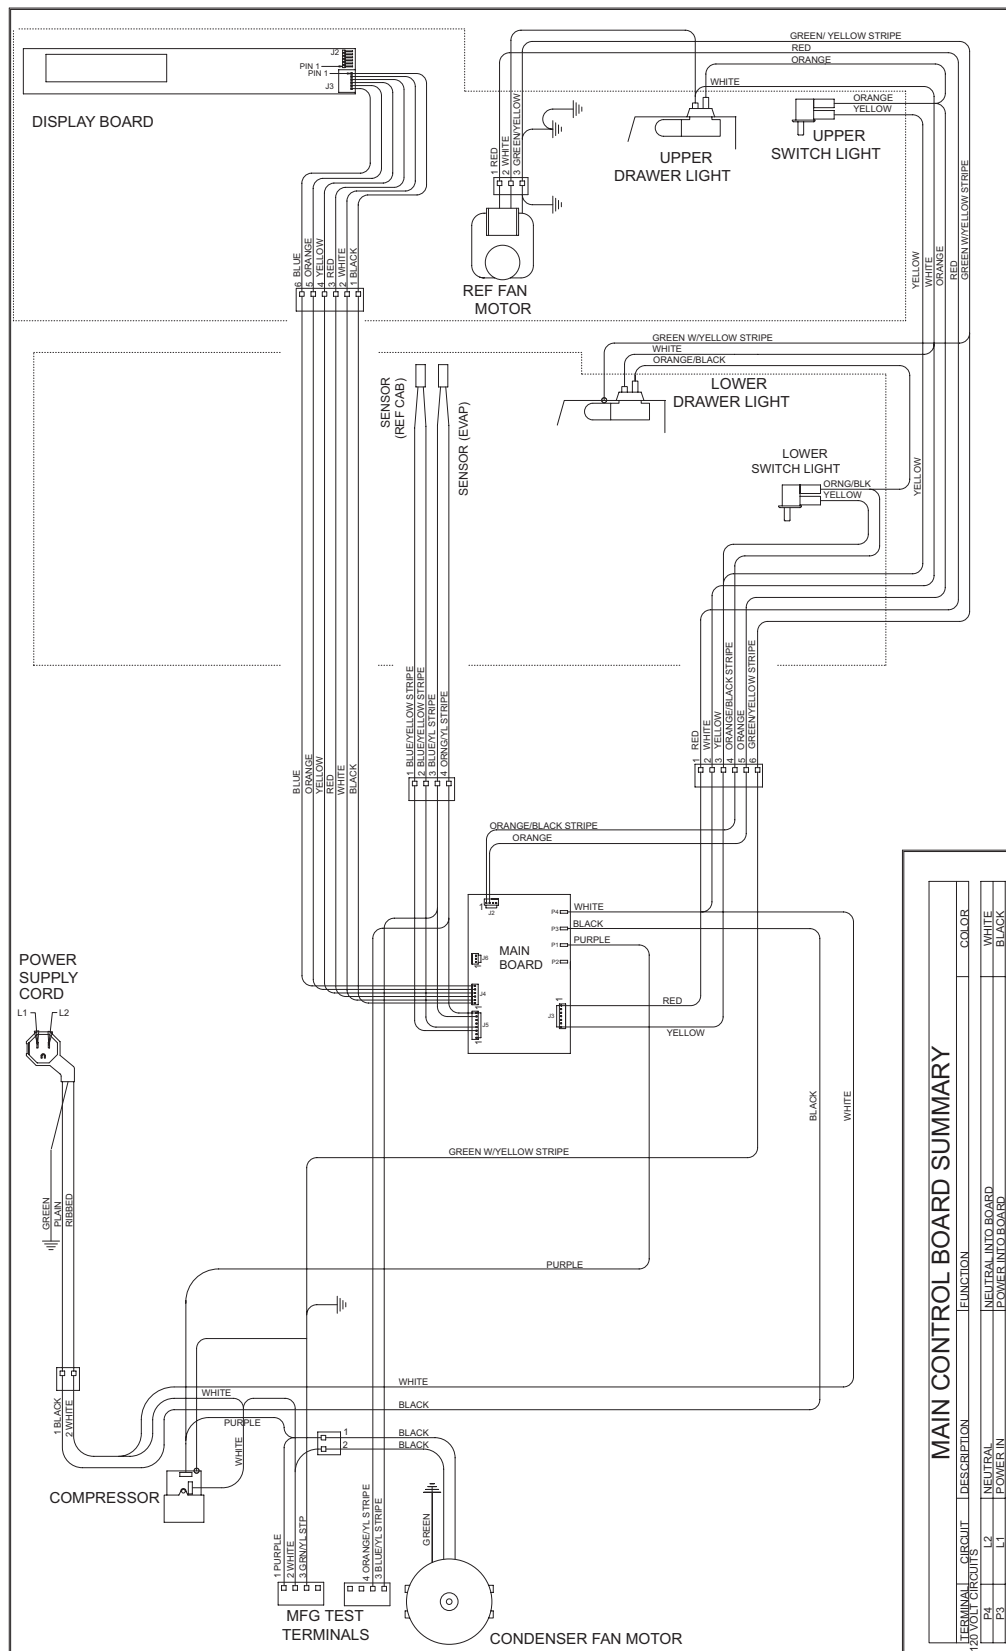 GREEN/ YELLOW STRIPE
RED
ORANGE
WHITE
J2
PIN 1
PIN 1
J3
DISPLAY BOARD
ORANGE
YELLOW
UPPER
SWITCH LIGHT
UPPER
DRAWER LIGHT
1 RED
2 WHITE
3 GREEN/YELLOW
REF FAN
MOTOR
6 BLUE
5 ORANGE
4 YELLOW
3 RED
2 WHITE
1 BLACK
YELLOW
WHITE
ORANGE
RED
GREEN W/YELLOW STRIPE
GREEN W/YELLOW STRIPE
WHITE
ORANGE/BLACK
LOWER
DRAWER LIGHT
SENSOR
(REF CAB)
SENSOR (EVAP)
LOWER
SWITCH LIGHT
ORNG/BLK
YELLOW
YELLOW
1 BLUE/YELLOW STRIPE
2 BLUE/YELLOW STRIPE
3 BLUE/YL STRIPE
4 ORNG/YL STRIPE
1 RED
2 WHITE
3 YELLOW
4 ORANGE/BLACK STRIPE
5 ORANGE
6 GREEN/YELLOW STRIPE
BLUE
ORANGE
YELLOW
RED
WHITE
BLACK
ORANGE/BLACK STRIPE
ORANGE
1
J2
P4
WHITE
P3
BLACK
P1
PURPLE
P2
MAIN
BOARD
J6
J4
1
J5
1
J3
1
RED
YELLOW
POWER
SUPPLY
CORD
L1
L2
GREEN
PLAIN
RIBBED
BLACK
WHITE
GREEN W/YELLOW STRIPE
PURPLE
1 BLACK
2 WHITE
WHITE
WHITE
BLACK
PURPLE
WHITE
1
2
BLACK
BLACK
COMPRESSOR
1 PURPLE
2 WHITE
3 GRN/YL STP
4 ORANGE/YL STRIPE
3 BLUE/YL STRIPE
GREEN
MFG TEST
TERMINALS
CONDENSER FAN MOTOR
MAIN CONTROL BOARD SUMMARY
TERMINAL CIRCUIT DESCRIPTION FUNCTION COLOR
120 VOLT CIRCUITS
P4 L2 NEUTRAL NEUTRAL INTO BOARD WHITE
P3 L1 POWER IN POWER INTO BOARD BLACK